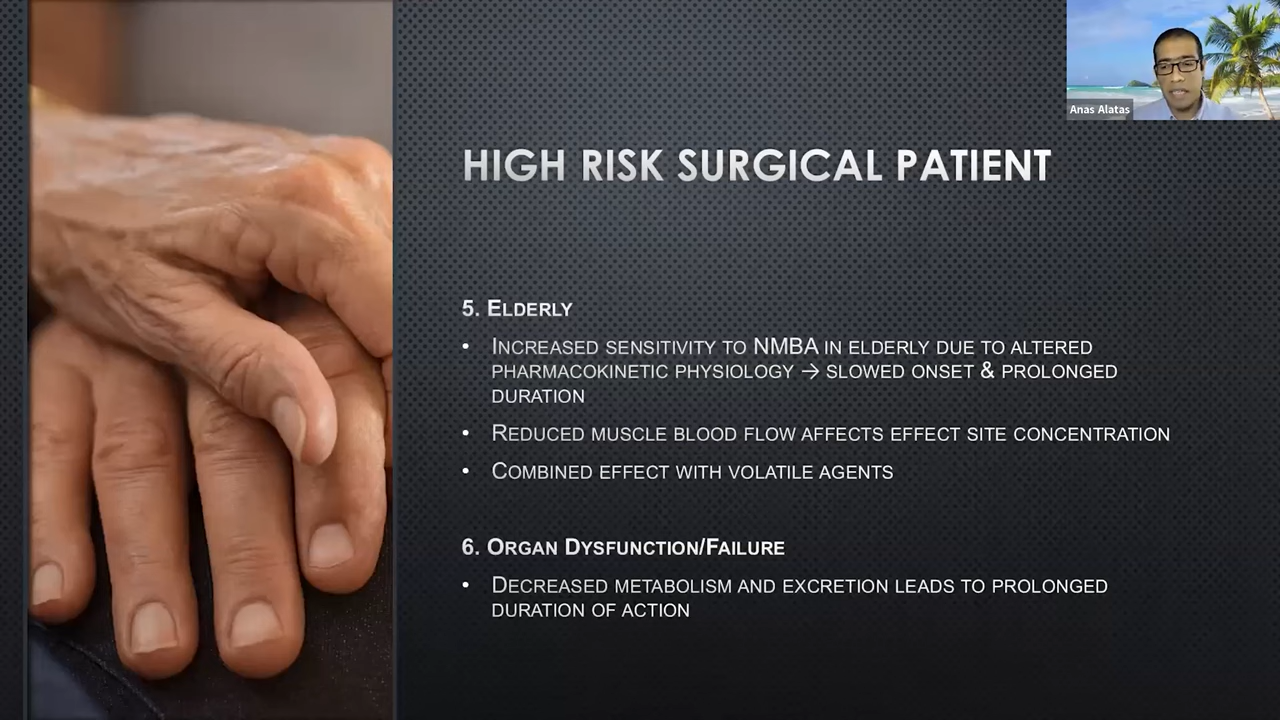 Anas Alatas
HIGH RISK SURGICAL PATIENT
5. ELDERLY
• INCREASED SENSITIVITY TO NMBA IN ELDERLY DUE TO ALTERED
PHARMACOKINETIC PHYSIOLOGY → SLOWED ONSET & PROLONGED
DURATION
• REDUCED MUSCLE BLOOD FLOW AFFECTS EFFECT SITE CONCENTRATION
• COMBINED EFFECT WITH VOLATILE AGENTS
6. ORGAN DYSFUNCTION/FAILURE
• DECREASED METABOLISM AND EXCRETION LEADS TO PROLONGED
DURATION OF ACTION